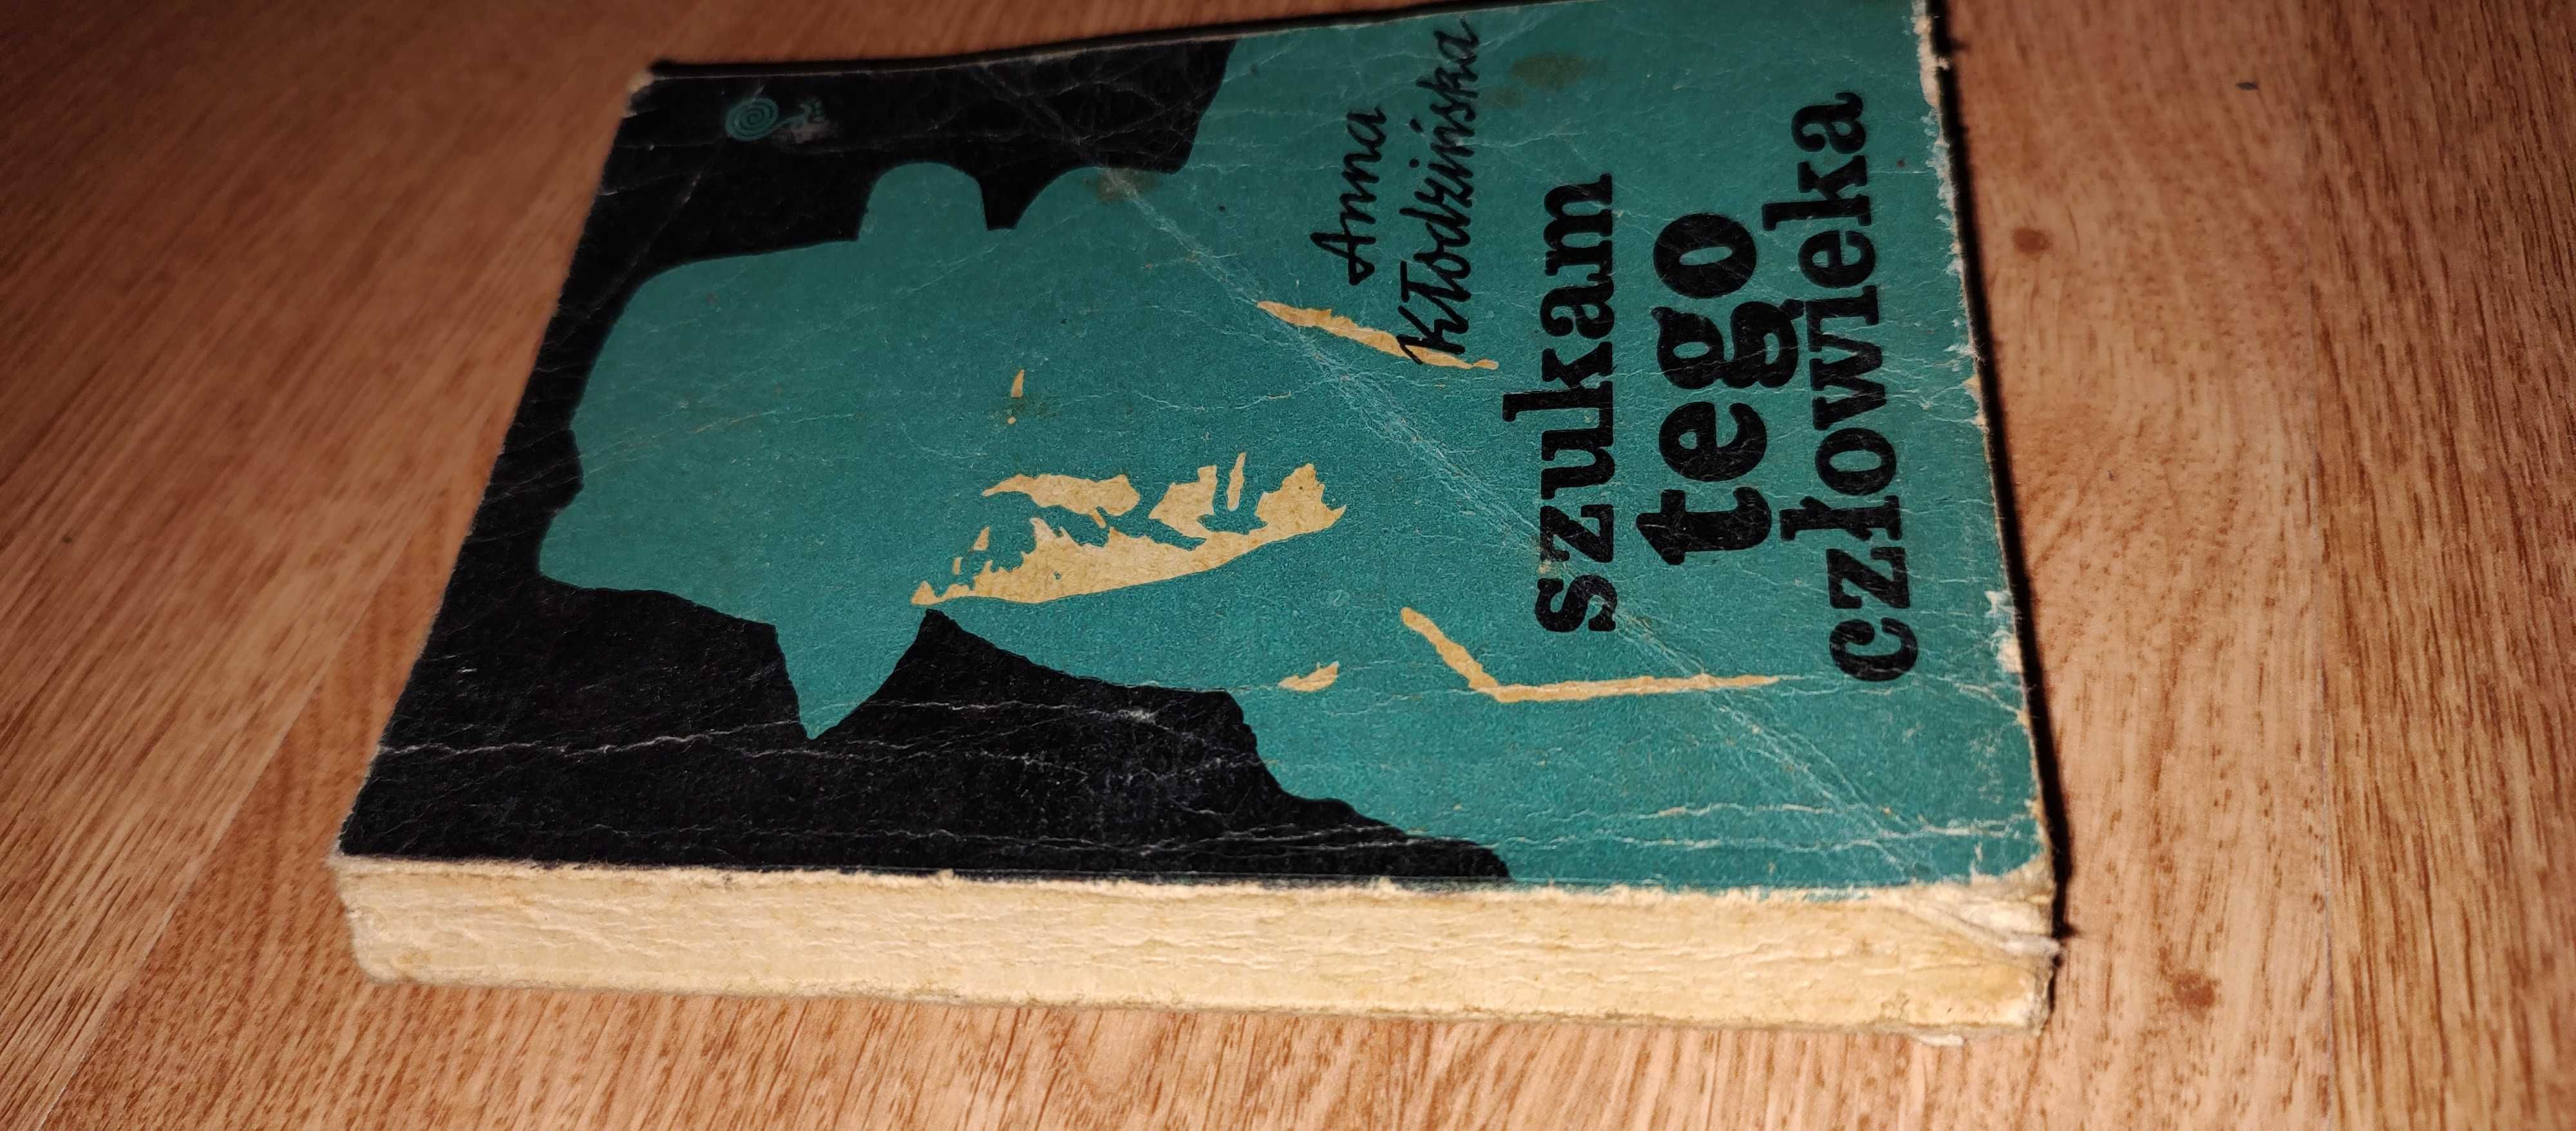 Anna
Kłodzińska
szukam
tego
człowieka